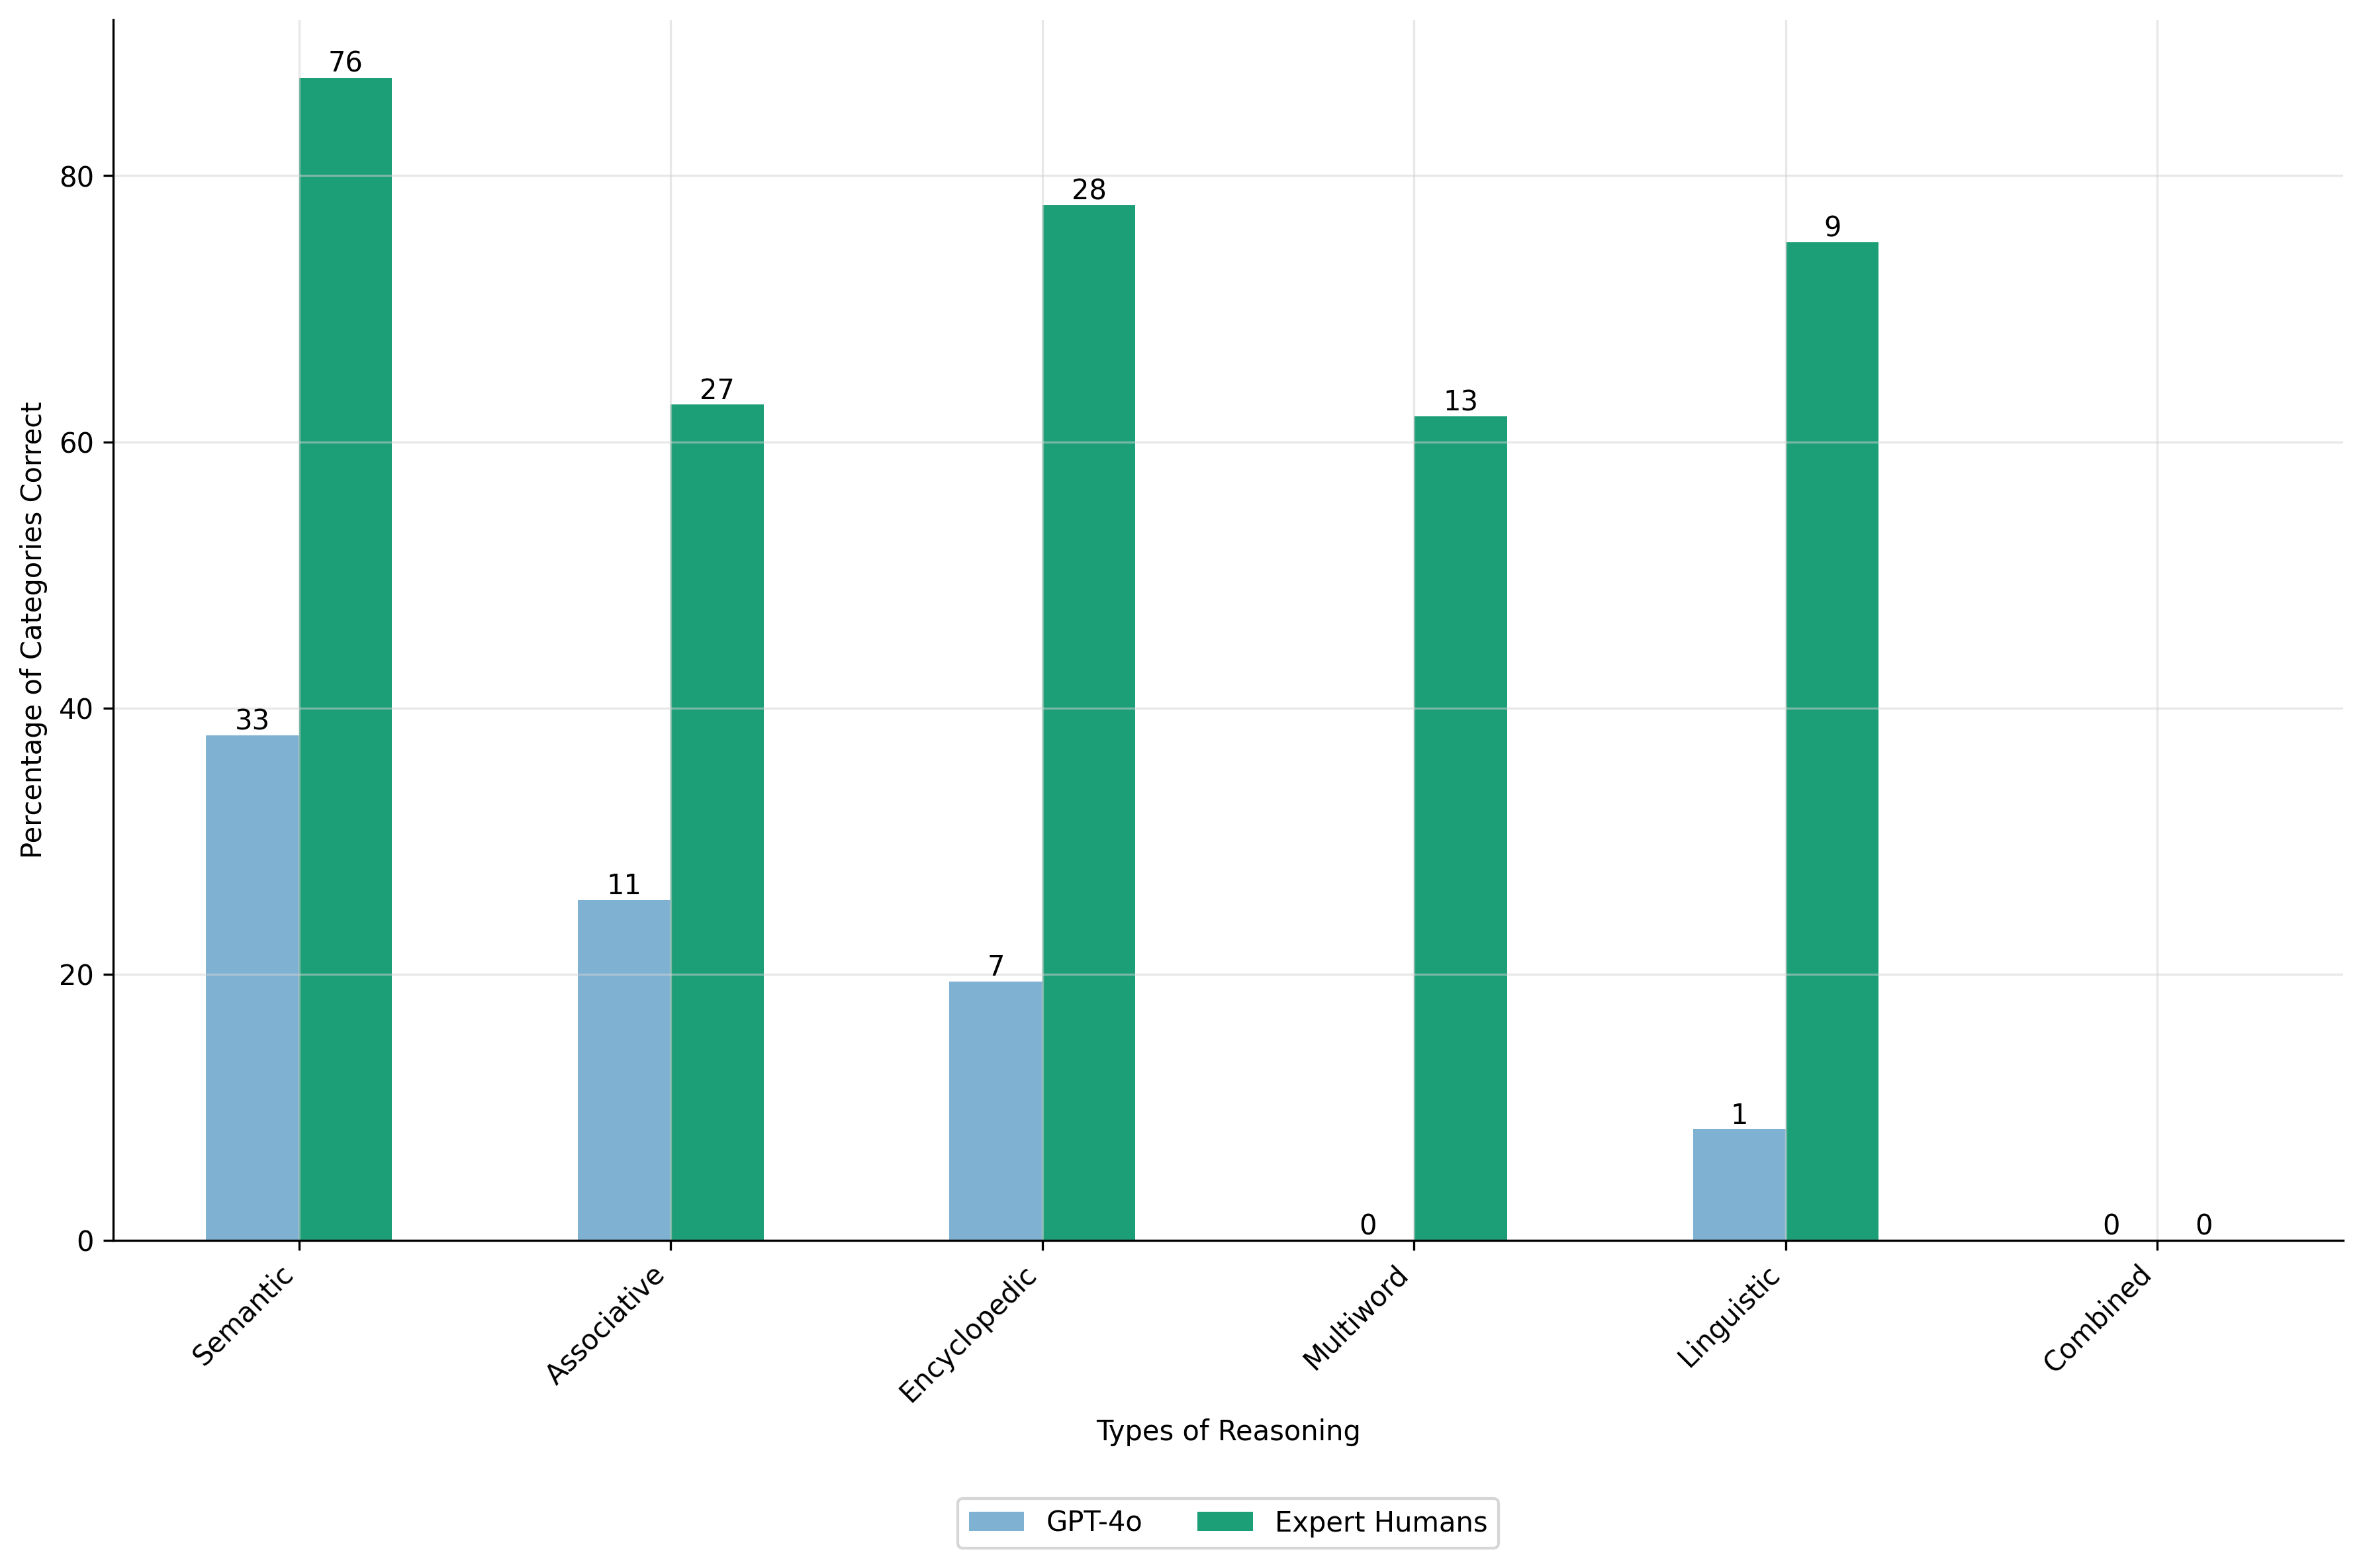 Percentage of Categories Correct
80
60
40
20
0
33
76
11
27
7
28
0
13
1
9
0
0
Semantic
Associative
Encyclopedic
Multiword
Linguistic
Combined
Types of Reasoning
GPT-4o
Expert Humans